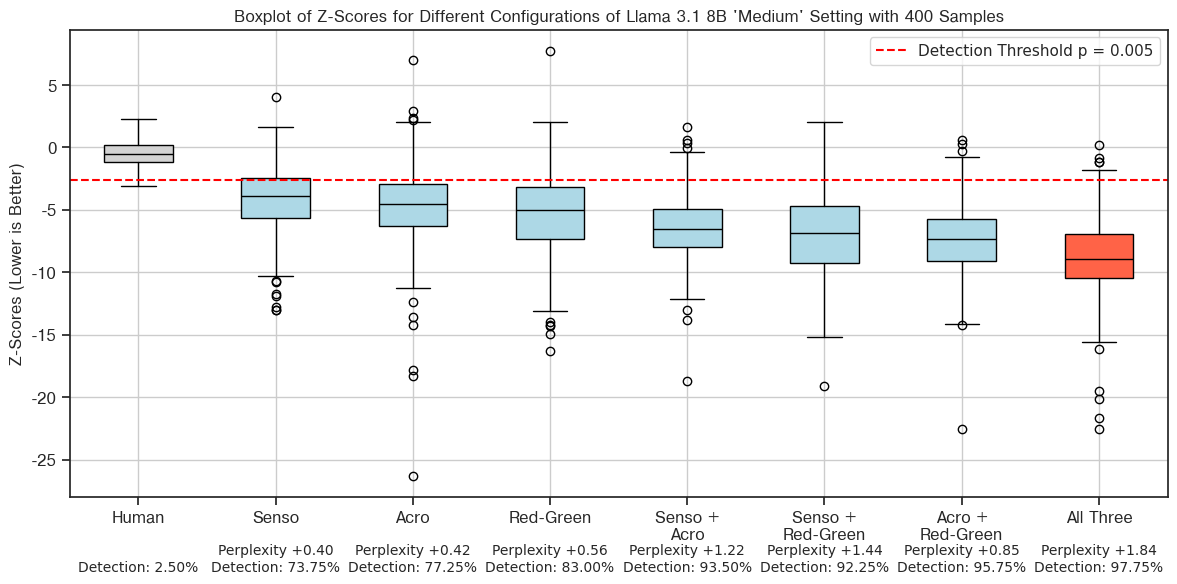 Boxplot of Z-Scores for Different Configurations of Llama 3.1 8B 'Medium' Setting with 400 Samples
Detection Threshold p = 0.005
Z-Scores (Lower is Better)
5
0
-5
-10
-15
-20
-25
Human
Detection: 2.50%
Senso
Perplexity +0.40
Detection: 73.75%
Acro
Perplexity +0.42
Detection: 77.25%
Red-Green
Perplexity +0.56
Detection: 83.00%
Senso +
Acro
Perplexity +1.22
Detection: 93.50%
Senso +
Red-Green
Perplexity +1.44
Detection: 92.25%
Acro +
Red-Green
Perplexity +0.85
Detection: 95.75%
All Three
Perplexity +1.84
Detection: 97.75%